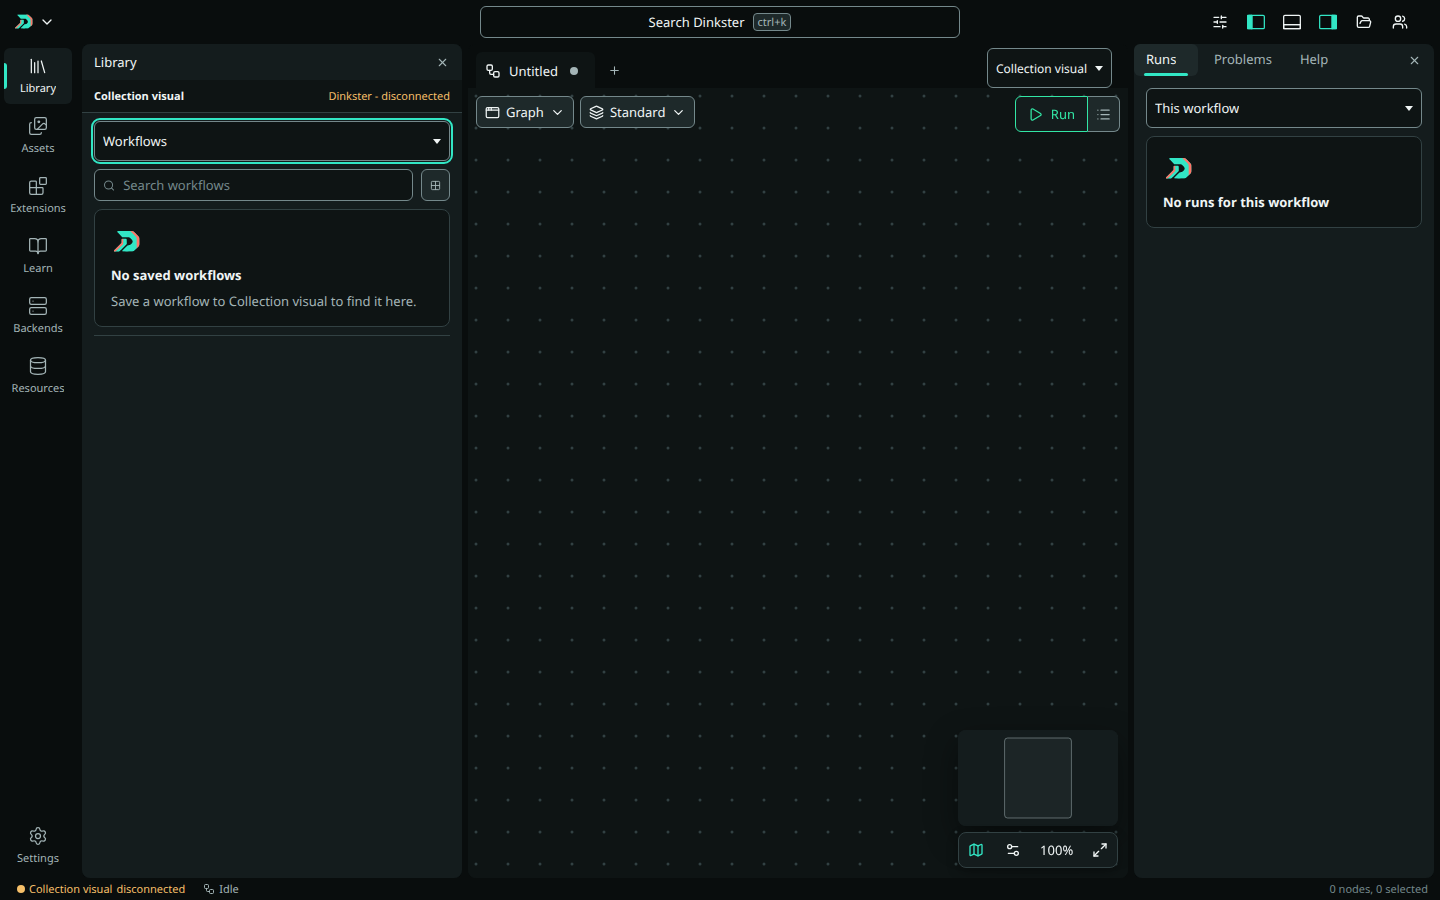 Search Dinkster ctrl+k
Library
Assets
Extensions
Learn
Backends
Resources
Settings
Library
Collection visual Dinkster - disconnected
Workflows
Search workflows
No saved workflows
Save a workflow to Collection visual to find it here.
Untitled
Collection visual
Graph
Standard
Run
100%
Runs Problems Help
This workflow
No runs for this workflow
Collection visual disconnected
Idle
0 nodes, 0 selected